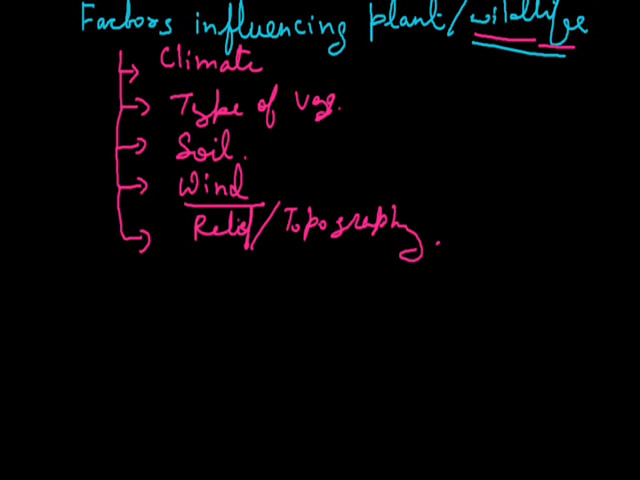 Factors influencing plant/wildlife
Climate
Type of Veg.
Soil.
Wind
Relief/Topography.